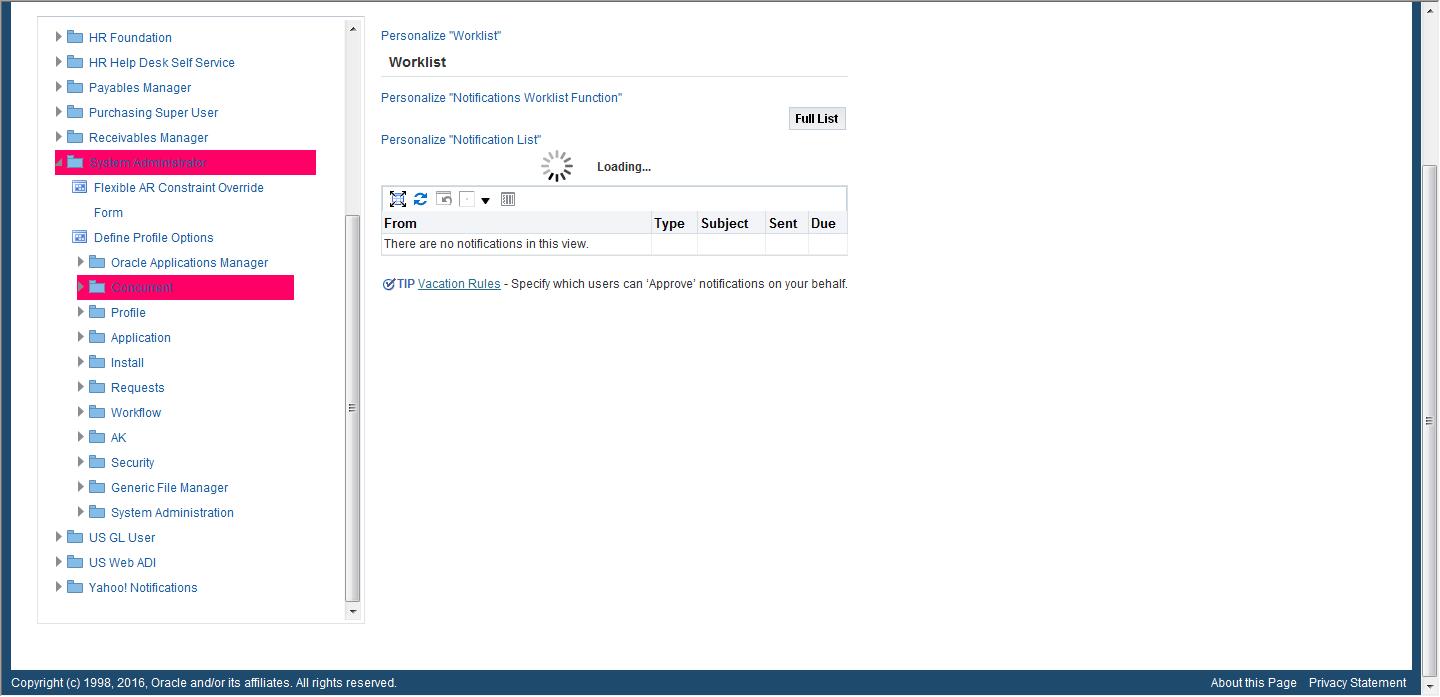 HR Foundation
HR Help Desk Self Service
Payables Manager
Purchasing Super User
Receivables Manager
System Administrator
Flexible AR Constraint Override
Form
Define Profile Options
Oracle Applications Manager
Concurrent
Profile
Application
Install
Requests
Workflow
AK
Security
Generic File Manager
System Administration
US GL User
US Web ADI
Yahoo! Notifications
Personalize "Worklist"
Worklist
Personalize "Notifications Worklist Function"
Full List
Personalize "Notification List"
Loading...
From Type Subject Sent Due
There are no notifications in this view.
TIP Vacation Rules - Specify which users can ‘Approve’ notifications on your behalf.
Copyright (c) 1998, 2016, Oracle and/or its affiliates. All rights reserved.
About this Page Privacy Statement